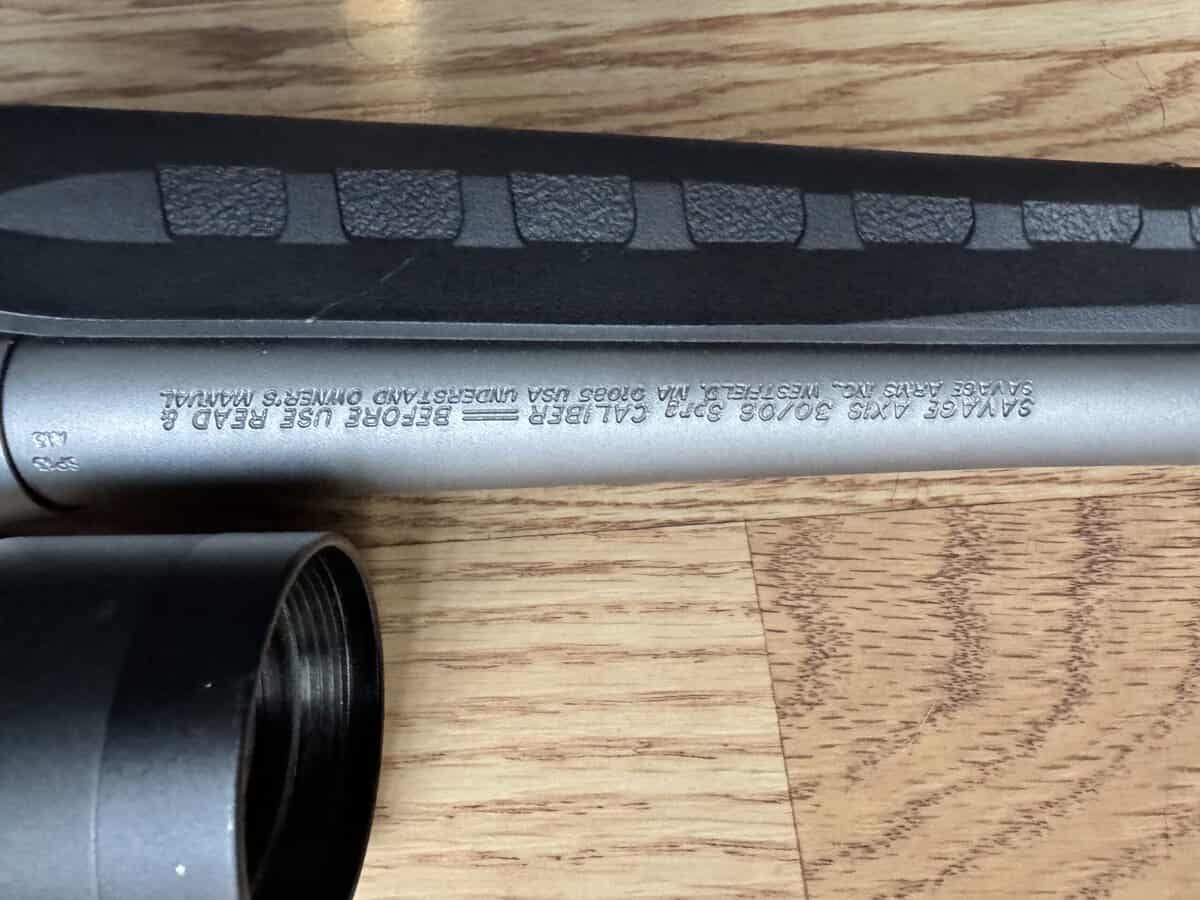 SAVAGE AXIS 30/06 Sprg CALIBER BEFORE USE READ &
SAVAGE ARMS INC., WESTFIELD, MA 01085 USA UNDERSTAND OWNER'S MANUAL